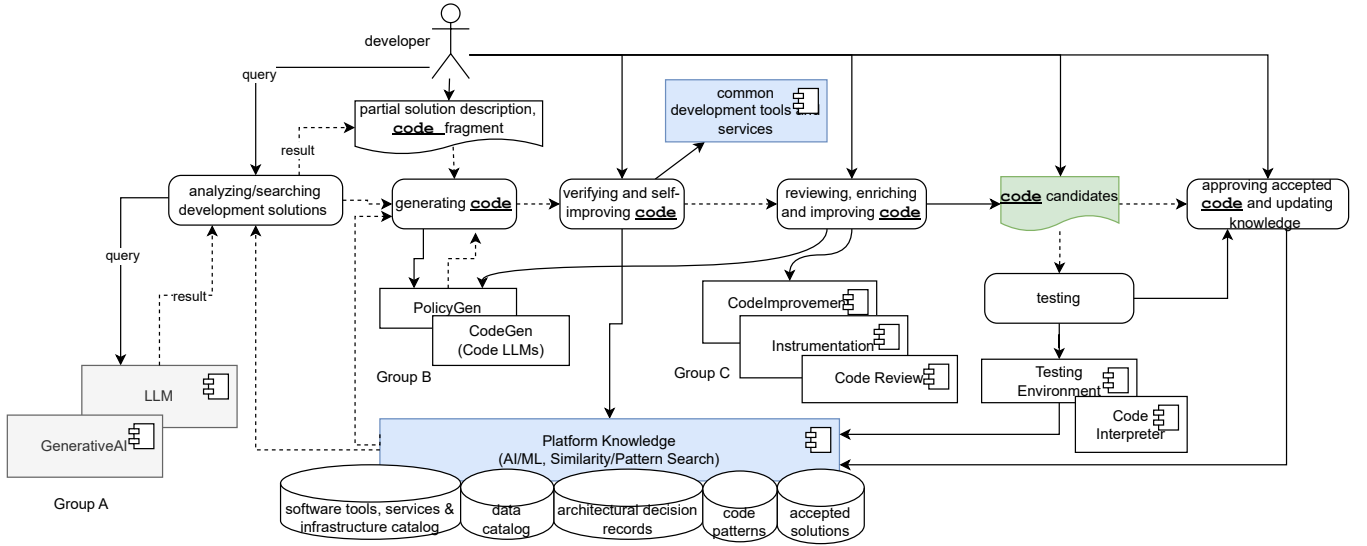 developer
query
common
development tools and
services
partial solution description,
code fragment
result
analyzing/searching
development solutions
generating code
verifying and self-
improving code
reviewing, enriching
and improving code
code candidates
approving accepted
code and updating
knowledge
query
result
PolicyGen
CodeGen
(Code LLMs)
Group B
CodeImprovement
Instrumentation
Code Review
Group C
testing
Testing
Environment
Code
Interpreter
LLM
GenerativeAI
Group A
Platform Knowledge
(AI/ML, Similarity/Pattern Search)
software tools, services &
infrastructure catalog
data
catalog
architectural decision
records
code
patterns
accepted
solutions